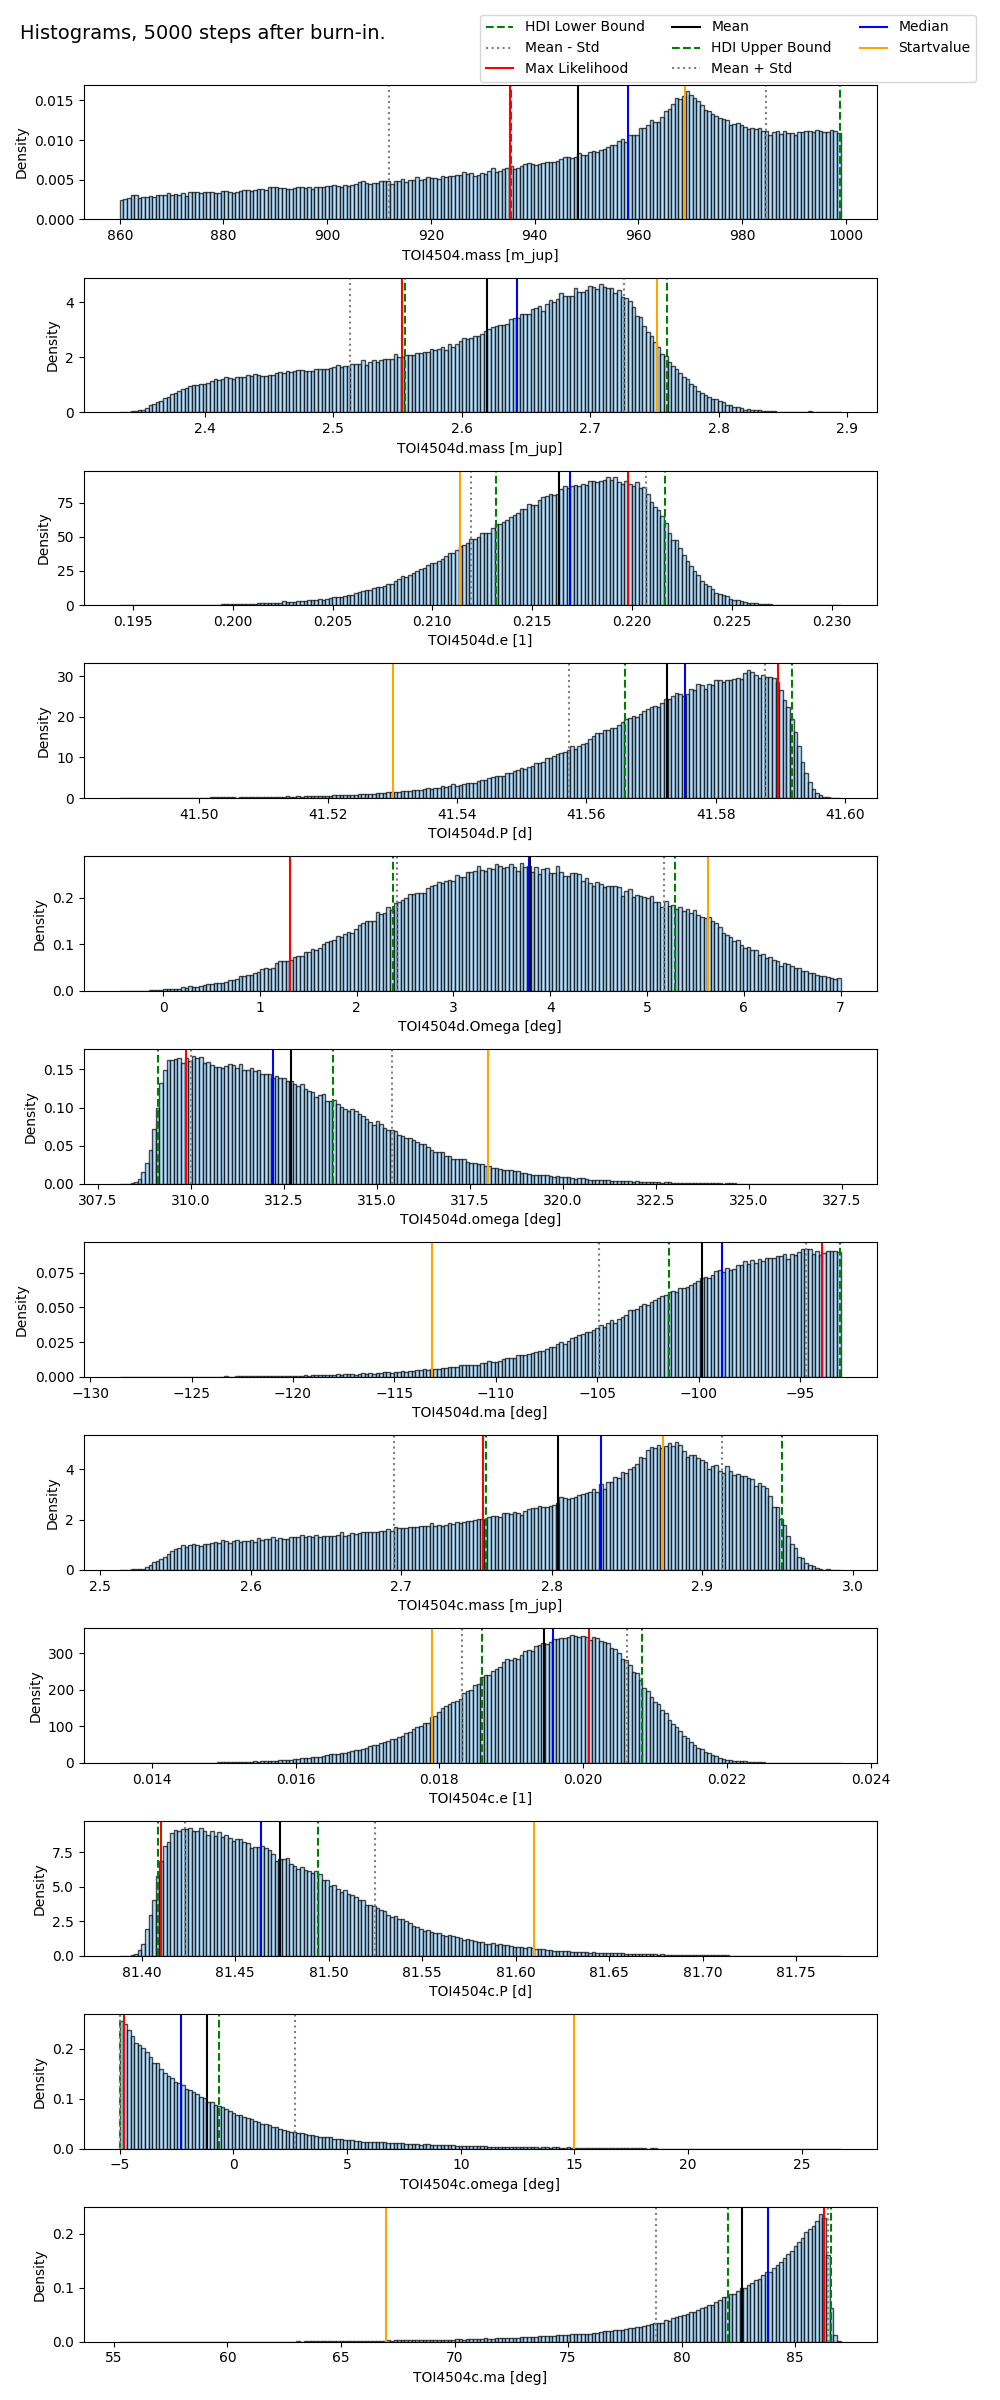 Histograms, 5000 steps after burn-in.
HDI Lower Bound
Mean - Std
Max Likelihood
Mean
HDI Upper Bound
Mean + Std
Median
Startvalue
Density
0.015
0.010
0.005
0.000
860 880 900 920 940 960 980 1000
TOI4504.mass [m_jup]
Density
4
2
0
2.4 2.5 2.6 2.7 2.8 2.9
TOI4504d.mass [m_jup]
Density
75
50
25
0
0.195 0.200 0.205 0.210 0.215 0.220 0.225 0.230
TOI4504d.e [1]
Density
30
20
10
0
41.50 41.52 41.54 41.56 41.58 41.60
TOI4504d.P [d]
Density
0.2
0.1
0.0
0 1 2 3 4 5 6 7
TOI4504d.Omega [deg]
Density
0.15
0.10
0.05
0.00
307.5 310.0 312.5 315.0 317.5 320.0 322.5 325.0 327.5
TOI4504d.omega [deg]
Density
0.075
0.050
0.025
0.000
−130 −125 −120 −115 −110 −105 −100 −95
TOI4504d.ma [deg]
Density
4
2
0
2.5 2.6 2.7 2.8 2.9 3.0
TOI4504c.mass [m_jup]
Density
300
200
100
0
0.014 0.016 0.018 0.020 0.022 0.024
TOI4504c.e [1]
Density
7.5
5.0
2.5
0.0
81.40 81.45 81.50 81.55 81.60 81.65 81.70 81.75
TOI4504c.P [d]
Density
0.2
0.1
0.0
−5 0 5 10 15 20 25
TOI4504c.omega [deg]
Density
0.2
0.1
0.0
55 60 65 70 75 80 85
TOI4504c.ma [deg]